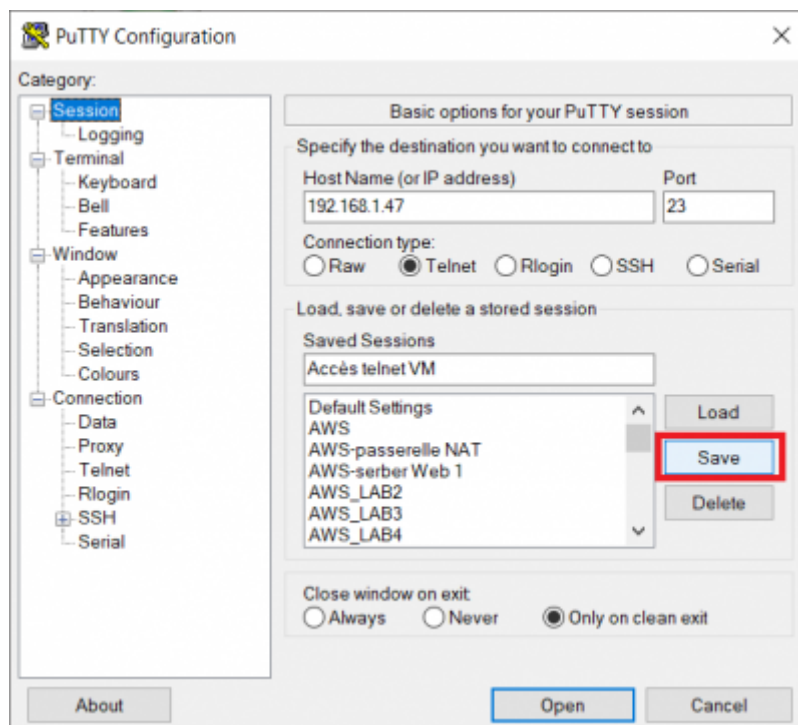 PuTTY Configuration
Category:
Session
Logging
Terminal
Keyboard
Bell
Features
Window
Appearance
Behaviour
Translation
Selection
Colours
Connection
Data
Proxy
Telnet
Rlogin
SSH
Serial
Basic options for your PuTTY session
Specify the destination you want to connect to
Host Name (or IP address) Port
192.168.1.47 23
Connection type:
Raw Telnet Rlogin SSH Serial
Load, save or delete a stored session
Saved Sessions
Accès telnet VM
Default Settings
AWS
AWS-passerelle NAT
AWS-serber Web 1
AWS_LAB2
AWS_LAB3
AWS_LAB4
Load
Save
Delete
Close window on exit:
Always Never Only on clean exit
About Open Cancel